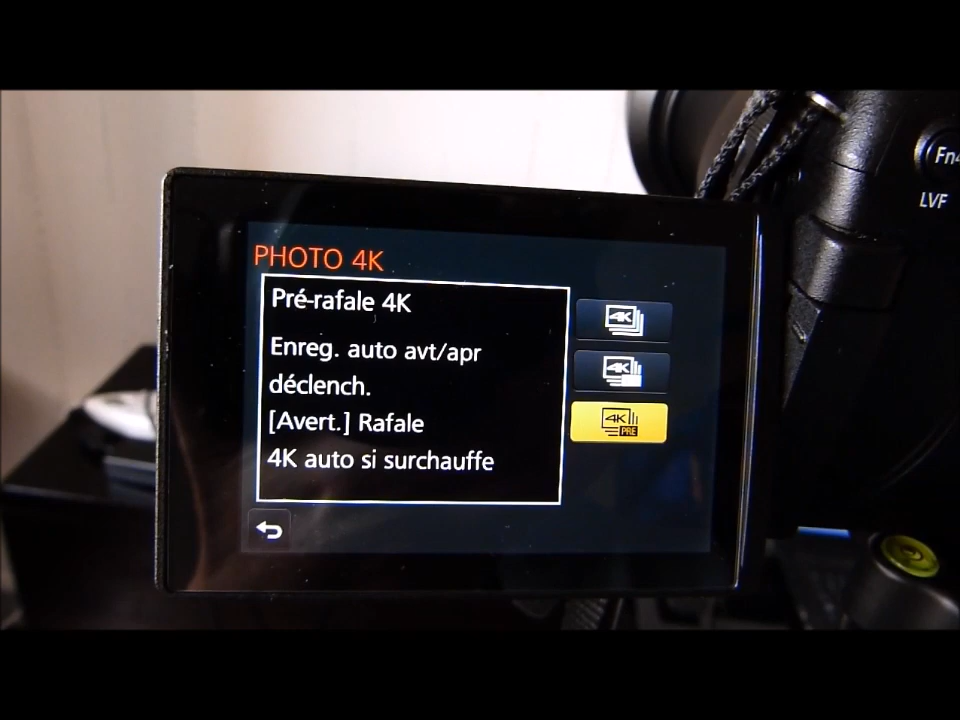 PHOTO 4K
Pré-rafale 4K
Enreg. auto avt/apr
déclench.
[Avert.] Rafale
4K auto si surchauffe
4K
4K
4K
PRE
Fn4
LVF